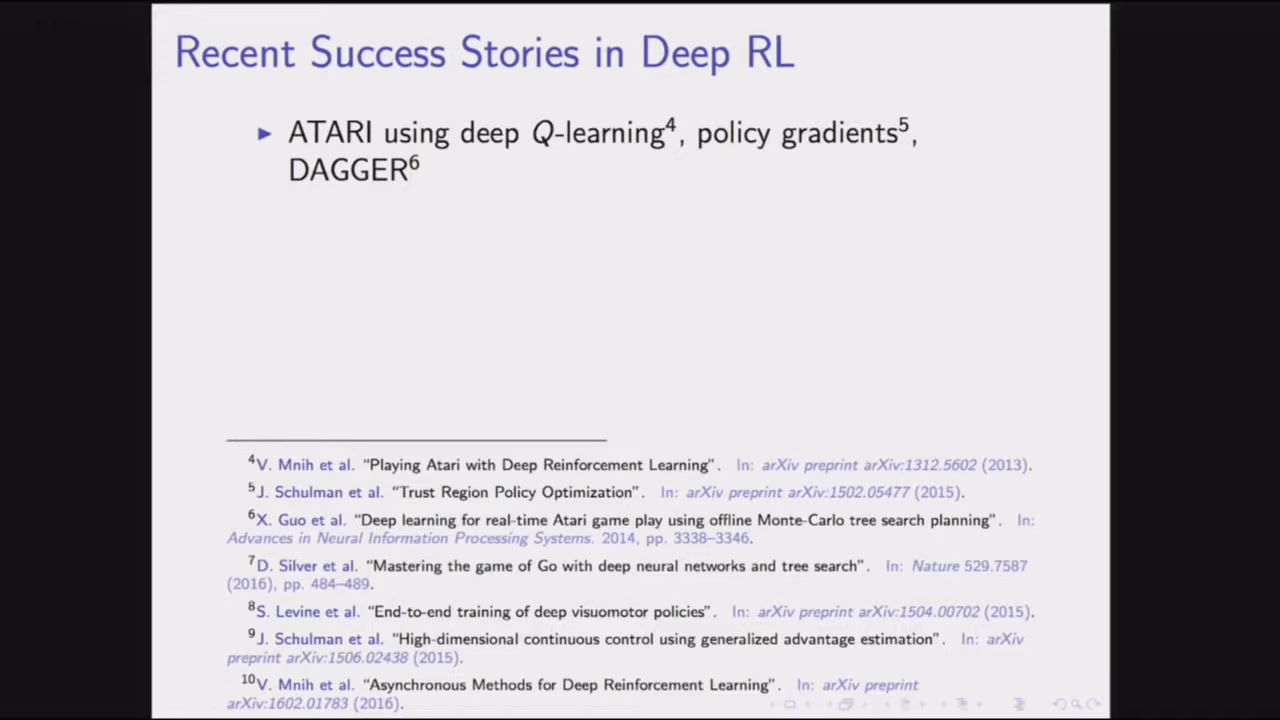 Recent Success Stories in Deep RL
► ATARI using deep Q-learning⁴, policy gradients⁵,
DAGGER⁶
⁴V. Mnih et al. “Playing Atari with Deep Reinforcement Learning”. In: arXiv preprint arXiv:1312.5602 (2013).
⁵J. Schulman et al. “Trust Region Policy Optimization”. In: arXiv preprint arXiv:1502.05477 (2015).
⁶X. Guo et al. “Deep learning for real-time Atari game play using offline Monte-Carlo tree search planning”. In:
Advances in Neural Information Processing Systems. 2014, pp. 3338–3346.
⁷D. Silver et al. “Mastering the game of Go with deep neural networks and tree search”. In: Nature 529.7587
(2016), pp. 484–489.
⁸S. Levine et al. “End-to-end training of deep visuomotor policies”. In: arXiv preprint arXiv:1504.00702 (2015).
⁹J. Schulman et al. “High-dimensional continuous control using generalized advantage estimation”. In: arXiv
preprint arXiv:1506.02438 (2015).
¹⁰V. Mnih et al. “Asynchronous Methods for Deep Reinforcement Learning”. In: arXiv preprint
arXiv:1602.01783 (2016).